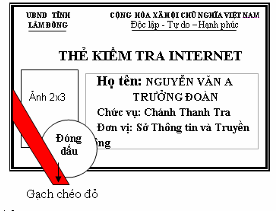 UBND TỈNH
LÂM ĐỒNG
CỘNG HÒA XÃ HỘI CHỦ NGHĨA VIỆT NAM
Độc lập - Tự do – Hạnh phúc
THẺ KIỂM TRA INTERNET
Ảnh 2x3
Họ tên: NGUYỄN VĂN A
TRƯỞNG ĐOÀN
Chức vụ: Chánh Thanh Tra
Đơn vị: Sở Thông tin và Truyền
ng
Đóng
dấu
Gạch chéo đỏ